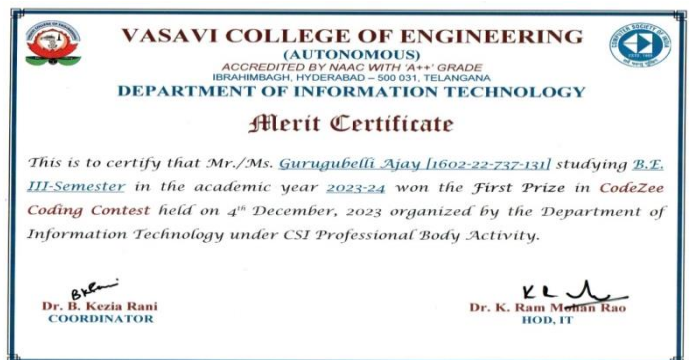 VASAVI COLLEGE OF ENGINEERING
(AUTONOMOUS)
ACCREDITED BY NAAC WITH 'A++' GRADE
IBRAHIMBAGH, HYDERABAD – 500 031, TELANGANA
DEPARTMENT OF INFORMATION TECHNOLOGY
Merit Certificate
This is to certify that Mr./Ms. Gurugubelli Ajay [1602-22-737-131] studying B.E.
III-Semester in the academic year 2023-24 won the First Prize in CodeZee
Coding Contest held on 4th December, 2023 organized by the Department of
Information Technology under CSI Professional Body Activity.
Dr. B. Kezia Rani
COORDINATOR
Dr. K. Ram Mohan Rao
HOD, IT